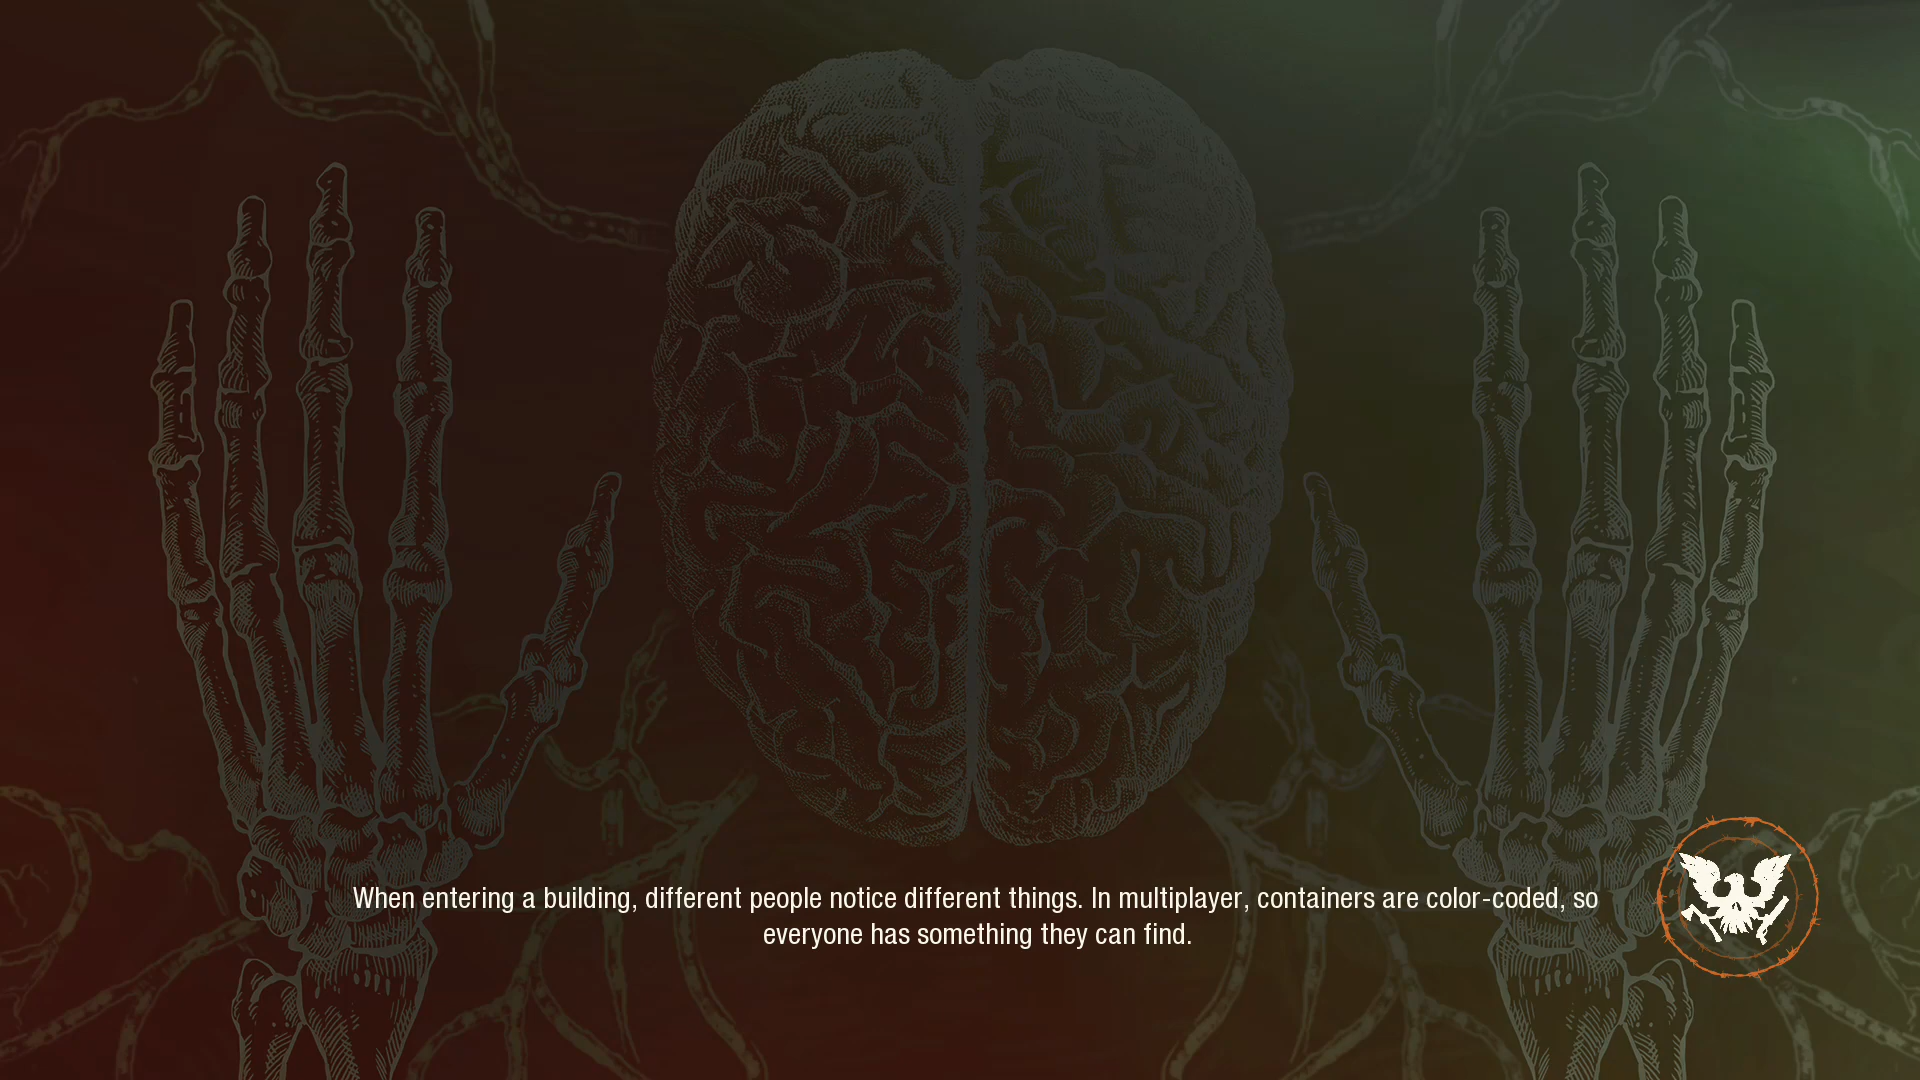 When entering a building, different people notice different things. In multiplayer, containers are color-coded, so
everyone has something they can find.